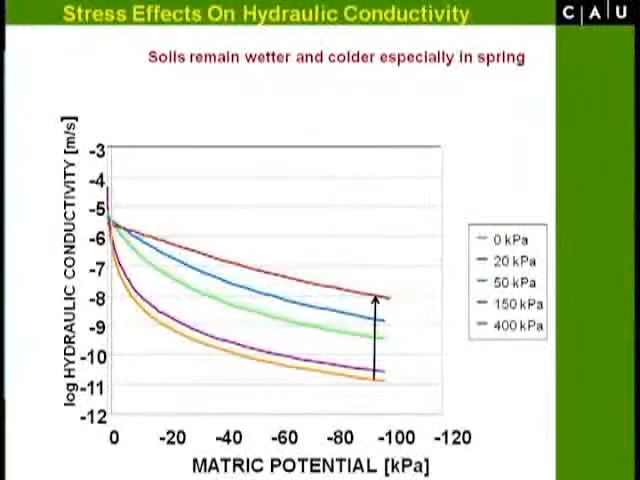 Stress Effects On Hydraulic Conductivity
C | A | U
Soils remain wetter and colder especially in spring
log HYDRAULIC CONDUCTIVITY [m/s]
-3
-4
-5
-6
-7
-8
-9
-10
-11
-12
0 -20 -40 -60 -80 -100 -120
MATRIC POTENTIAL [kPa]
0 kPa
20 kPa
50 kPa
150 kPa
400 kPa